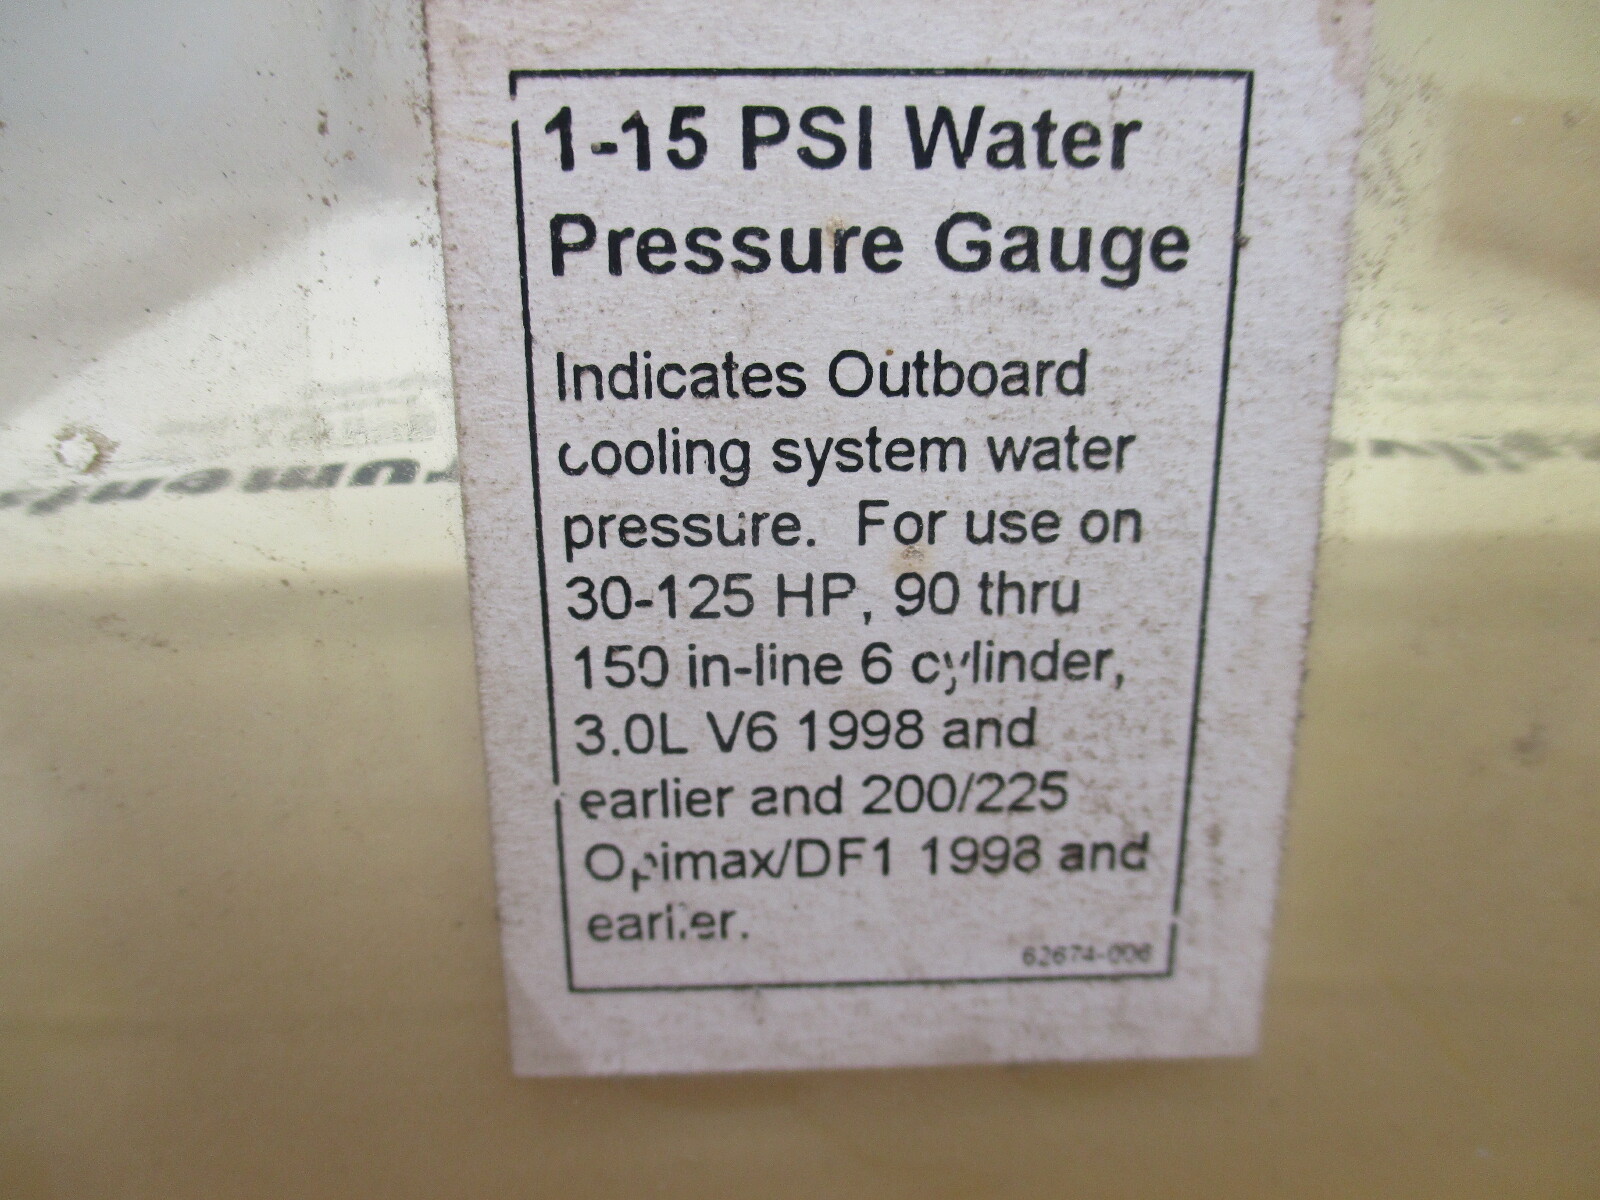 1-15 PSI Water
Pressure Gauge
Indicates Outboard
cooling system water
pressure. For use on
30-125 HP, 90 thru
150 in-line 6 cylinder,
3.0L V6 1998 and
earlier and 200/225
Opimax/DF1 1998 and
earlier.
62674-006